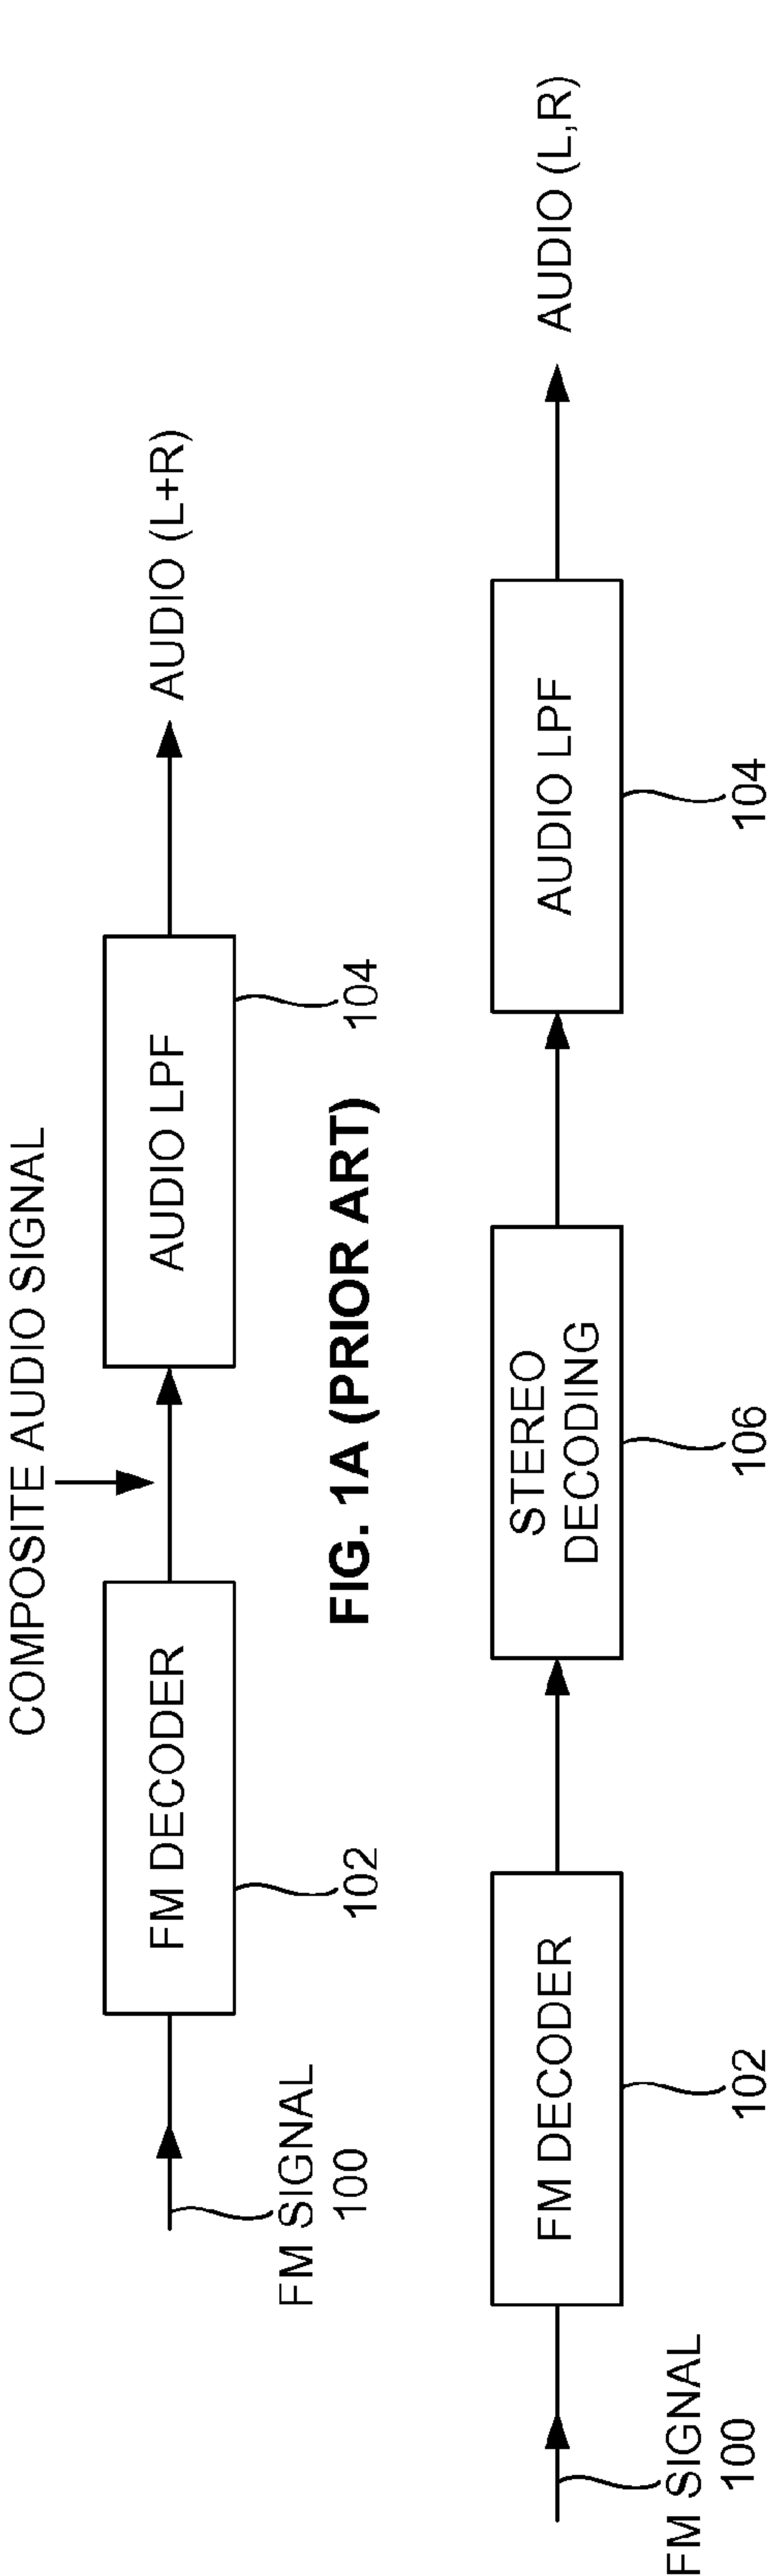 COMPOSITE AUDIO SIGNAL
FM SIGNAL
100
FM DECODER
102
AUDIO LPF
104
AUDIO (L+R)
FIG. 1A (PRIOR ART)
FM SIGNAL
100
FM DECODER
102
STEREO
DECODING
106
AUDIO LPF
104
AUDIO (L,R)